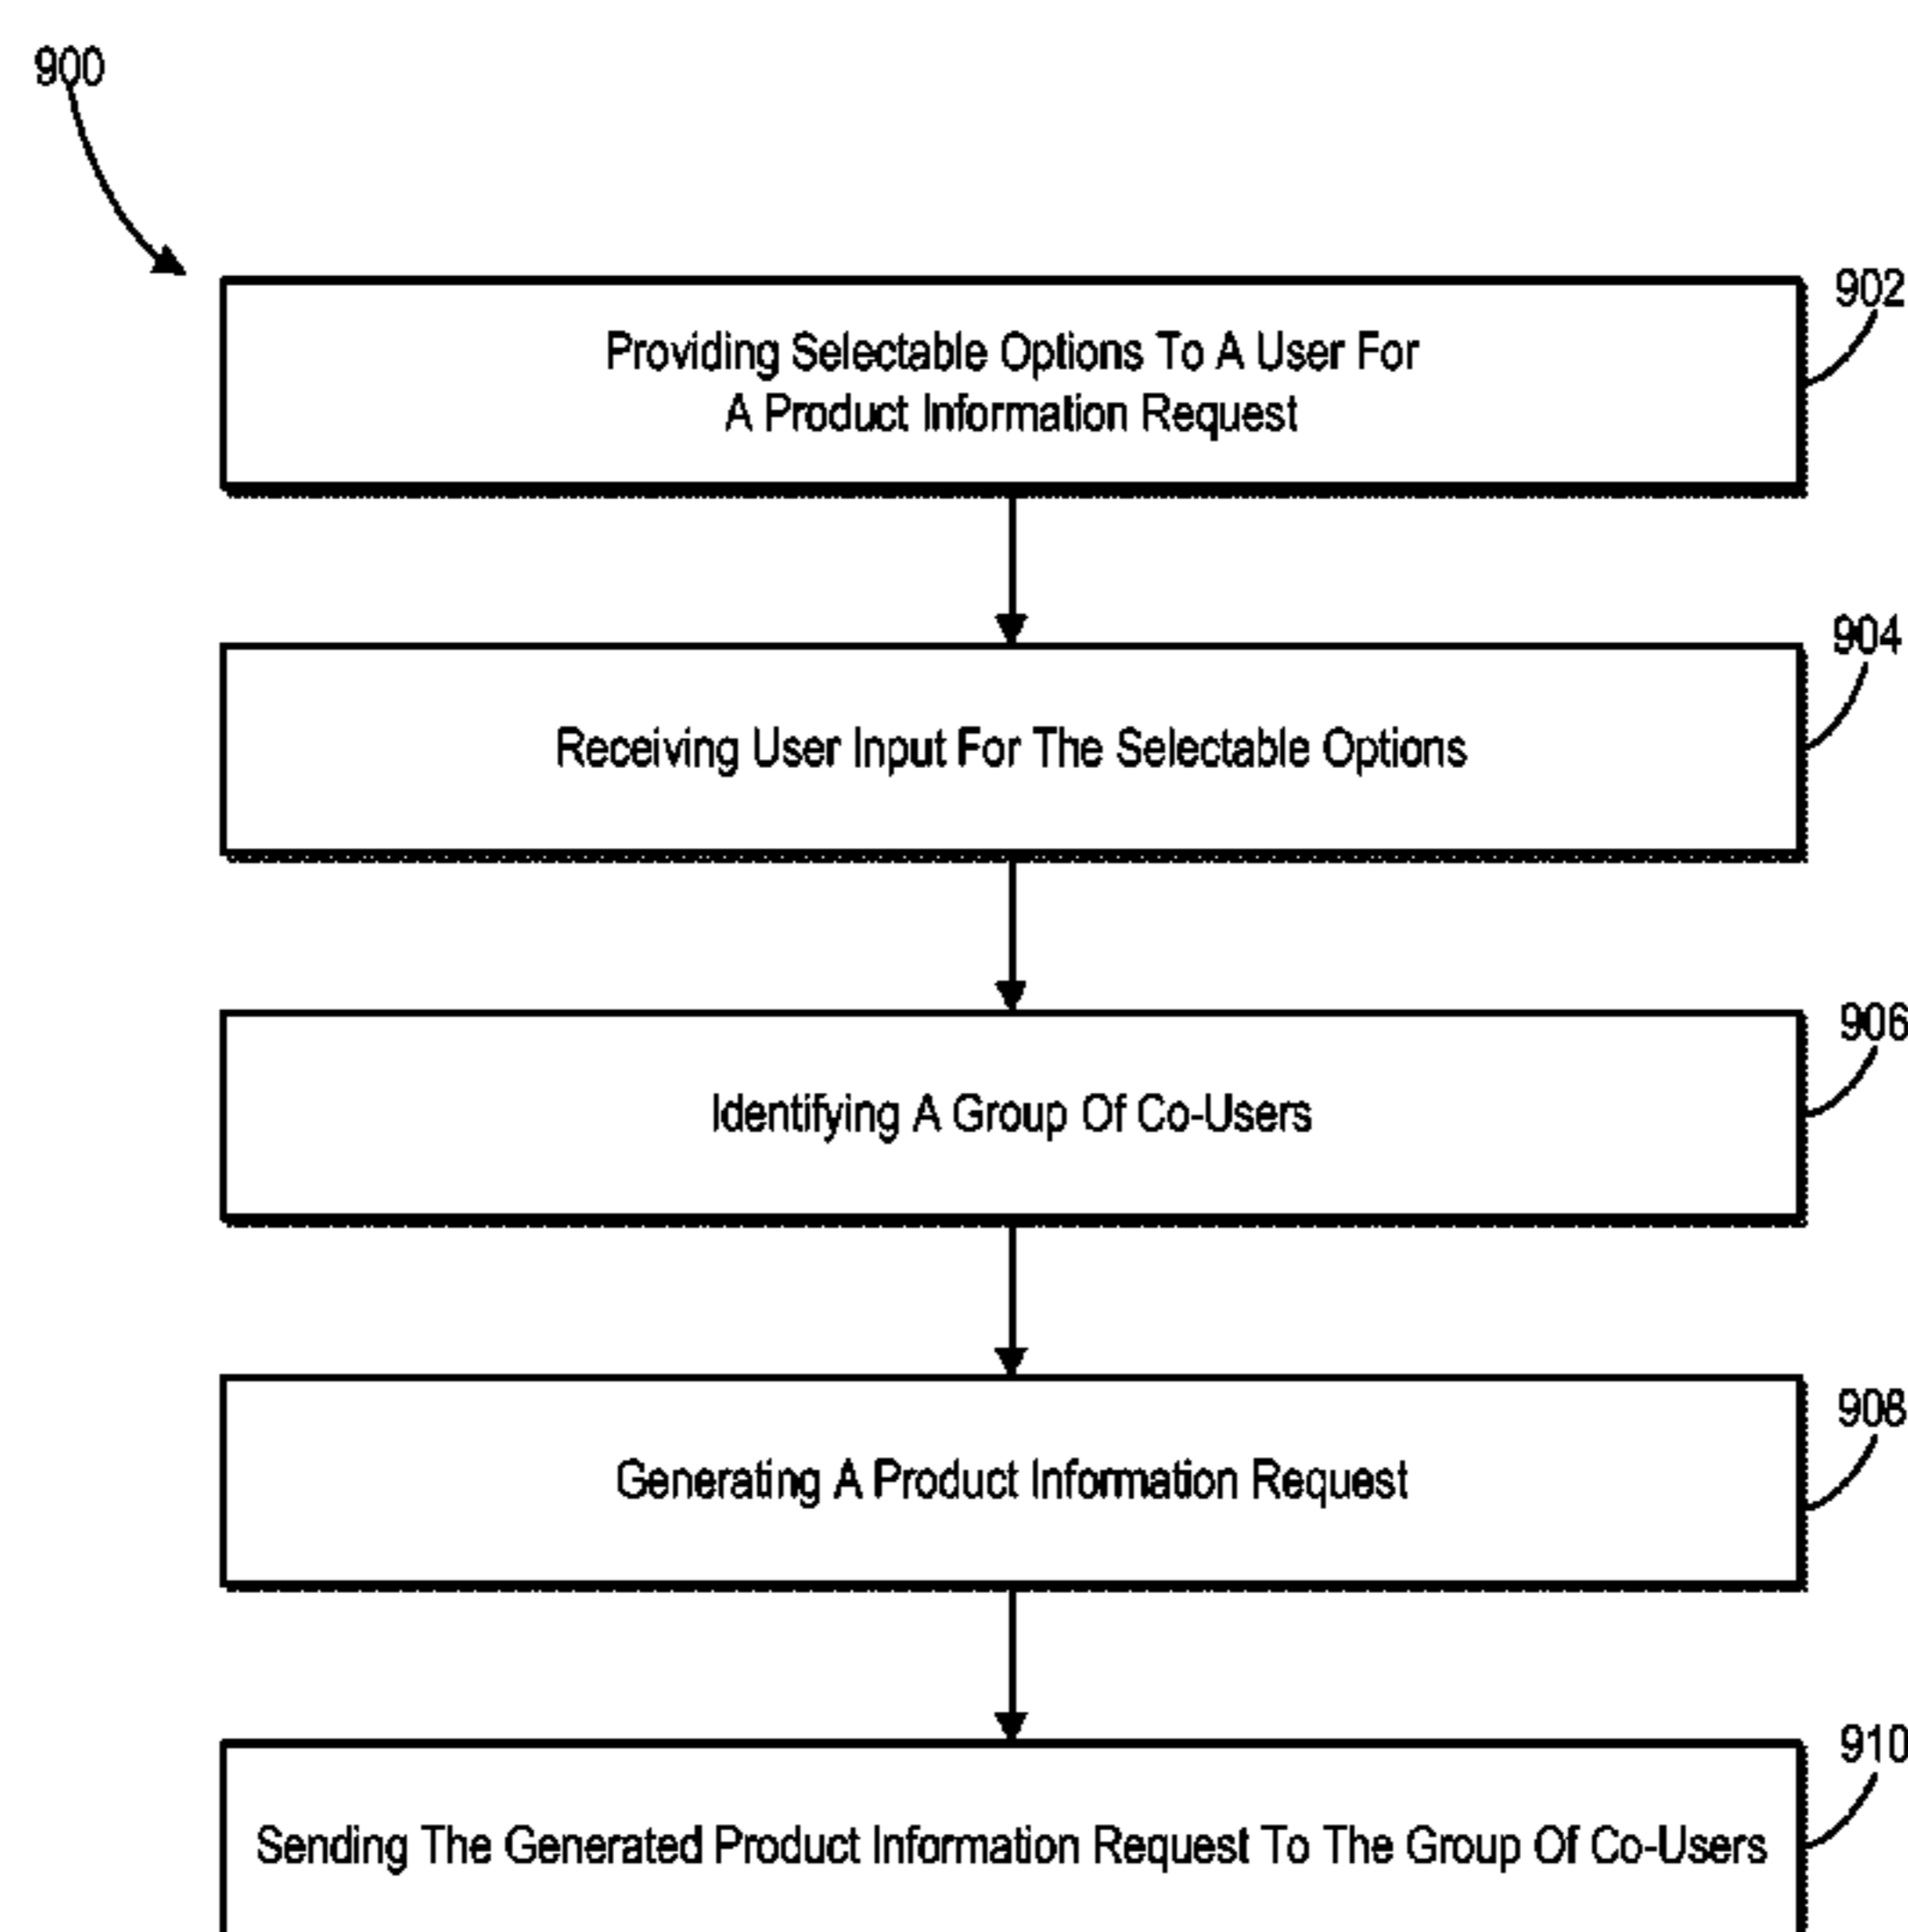 900
902
Providing Selectable Options To A User For
A Product Information Request
904
Receiving User Input For The Selectable Options
906
Identifying A Group Of Co-Users
908
Generating A Product Information Request
910
Sending The Generated Product Information Request To The Group Of Co-Users